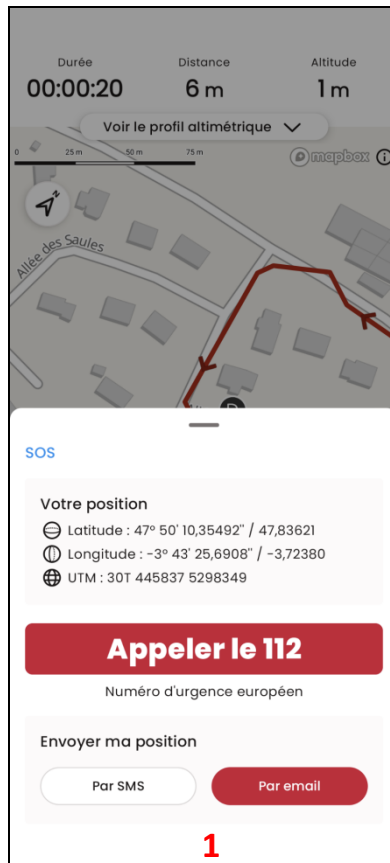 Durée Distance Altitude
00:00:20 6 m 1 m
Voir le profil altimétrique
0 25 m 50 m 75 m
mapbox
N
Allée des Saules
D
SOS
Votre position
Latitude : 47° 50' 10,35492'' / 47,83621
Longitude : -3° 43' 25,6908'' / -3,72380
UTM : 30T 445837 5298349
Appeler le 112
Numéro d'urgence européen
Envoyer ma position
Par SMS Par email
1